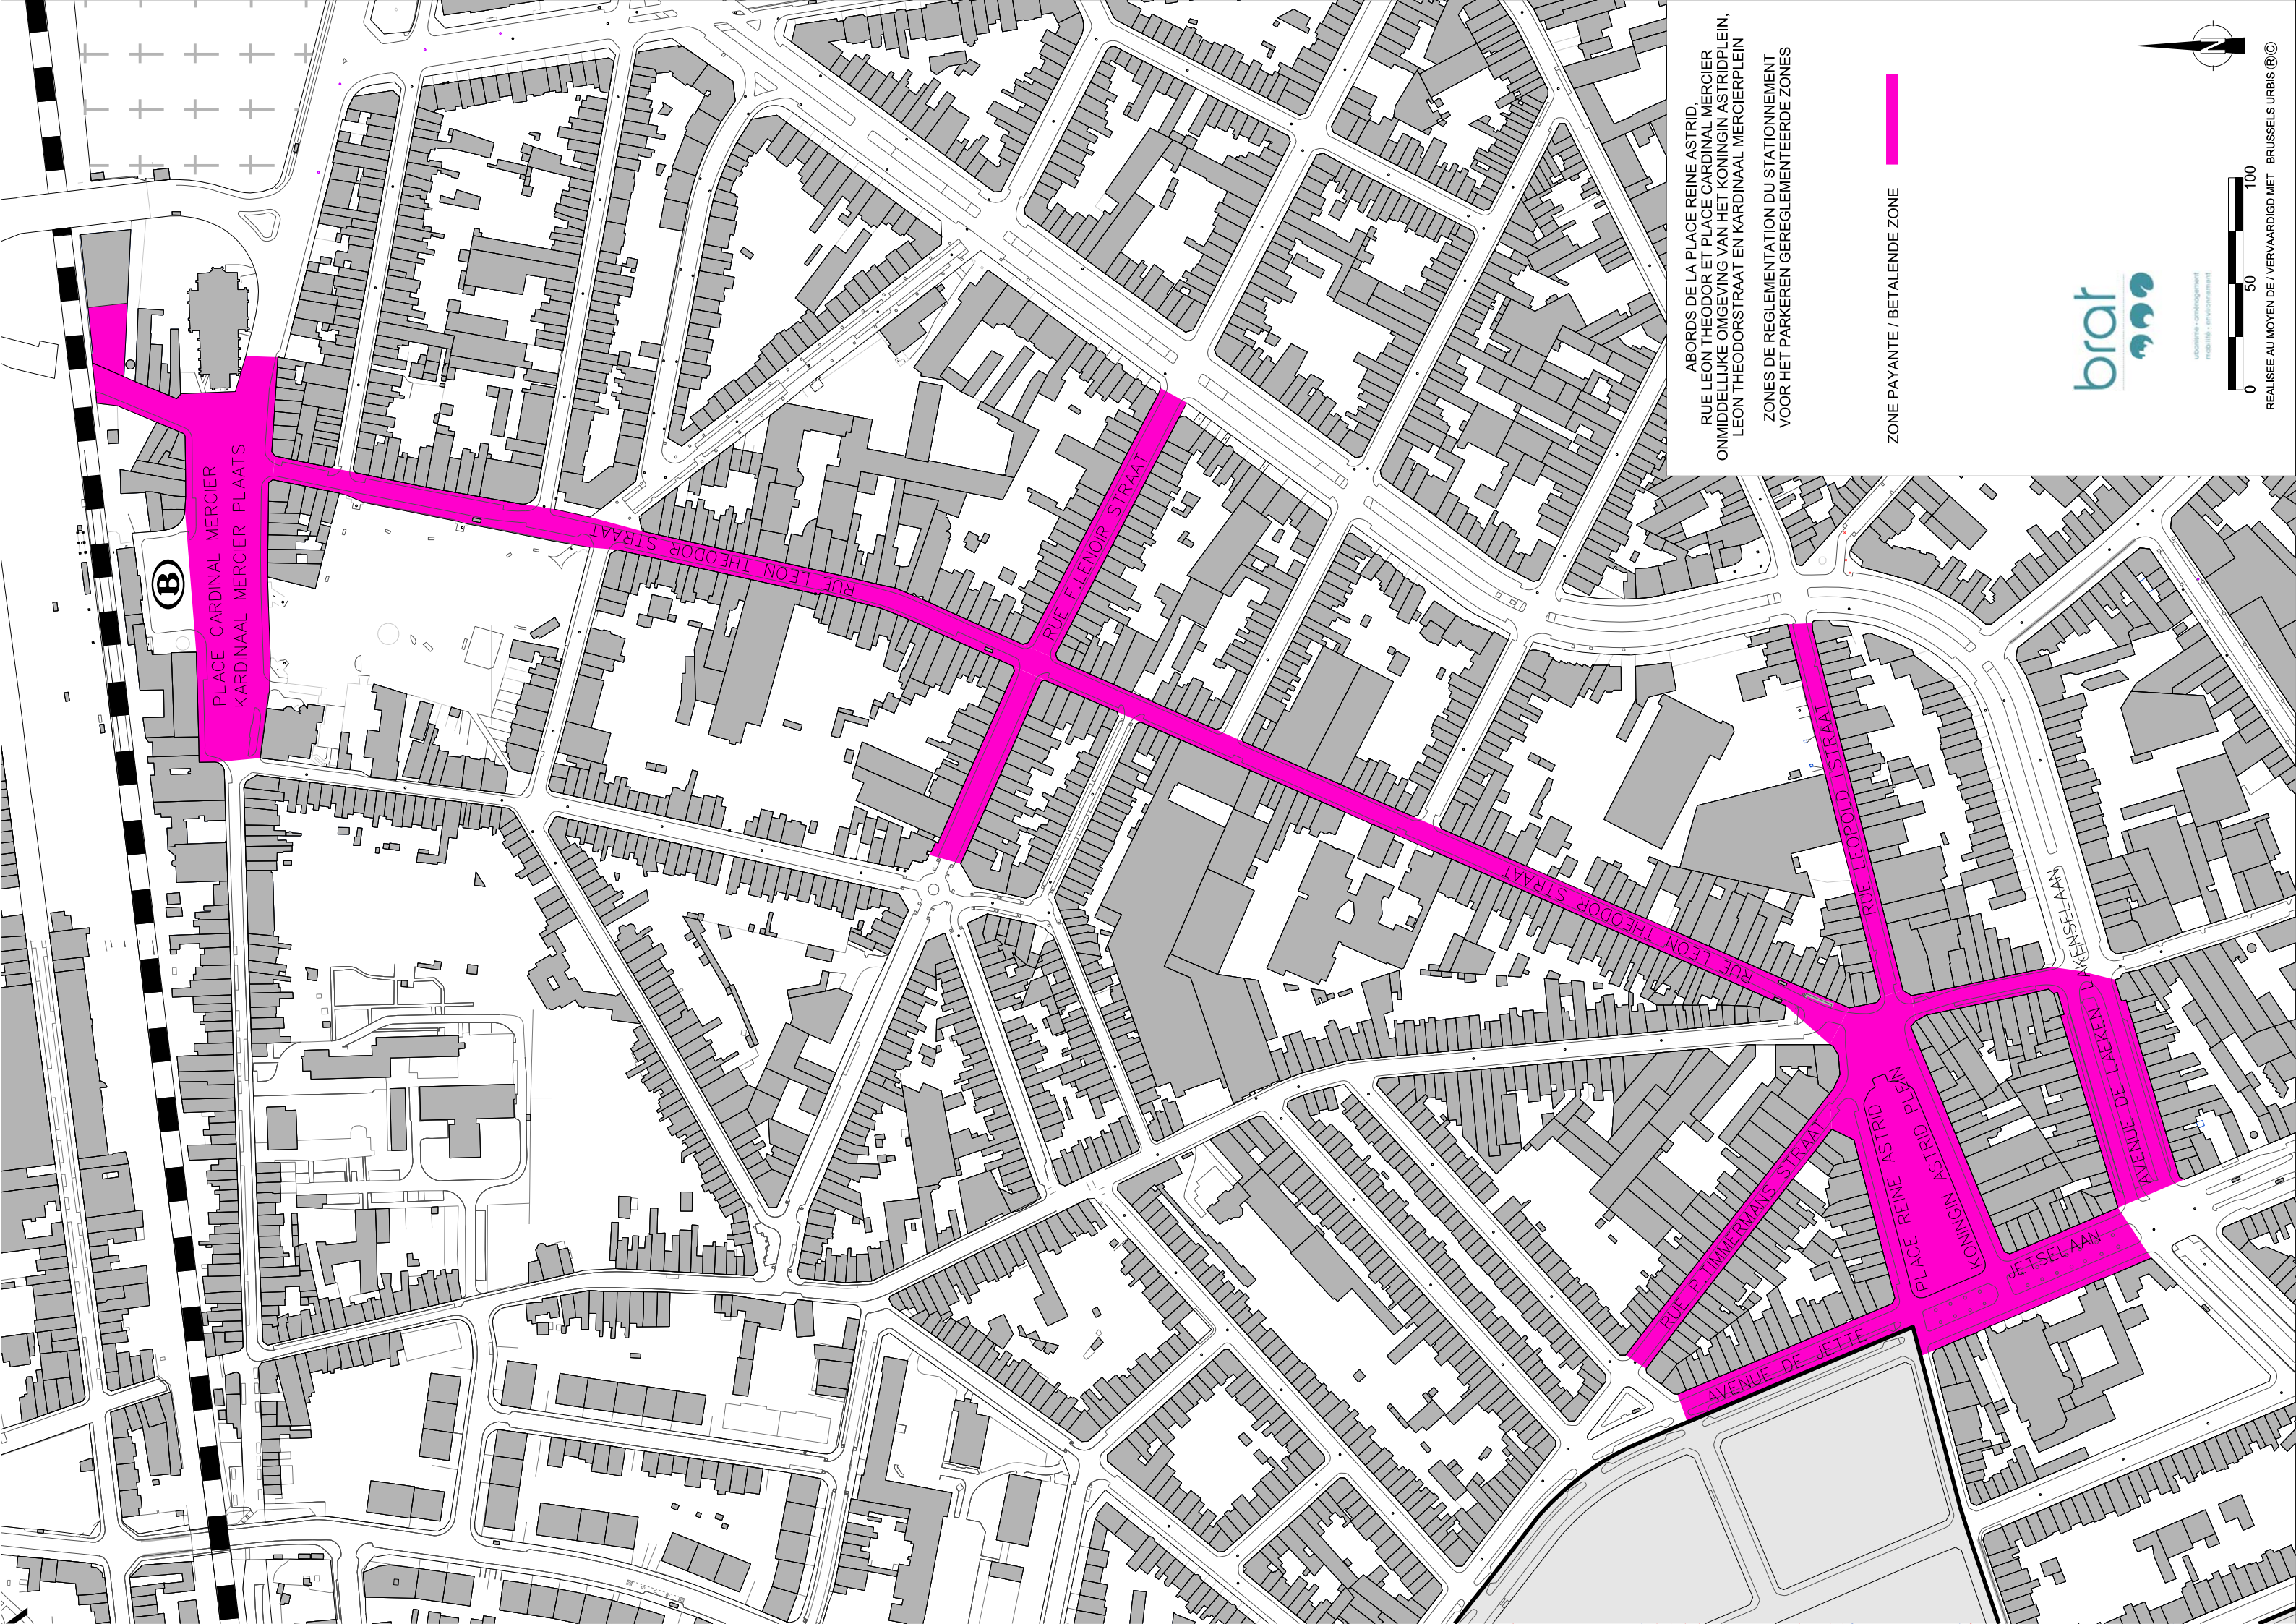 ABORDS DE LA PLACE REINE ASTRID,
RUE LEON THEODOR ET PLACE CARDINAL MERCIER
ONMIDDELLIJKE OMGEVING VAN HET KONINGIN ASTRIDPLEIN,
LEON THEODORSTRAAT EN KARDINAAL MERCIERPLEIN
ZONES DE REGLEMENTATION DU STATIONNEMENT
VOOR HET PARKEREN GEREGLEMENTEERDE ZONES
ZONE PAYANTE / BETALENDE ZONE
N
brat
urbanisme - aménagement
mobilité - environnement
0 50 100
REALISEE AU MOYEN DE / VERVAARDIGD MET BRUSSELS URBIS ®©
PLACE CARDINAL MERCIER
KARDINAAL MERCIER PLAATS
B
RUE LEON THEODOR STRAAT
RUE F.LENOIR STRAAT
RUE LEON THEODOR STRAAT
RUE LEOPOLD I STRAAT
LAKENSELAAN
AVENUE DE LAEKEN
RUE P.TIMMERMANS STRAAT
PLACE REINE ASTRID
KONINGIN ASTRID PLEIN
JETSELAAN
AVENUE DE JETTE